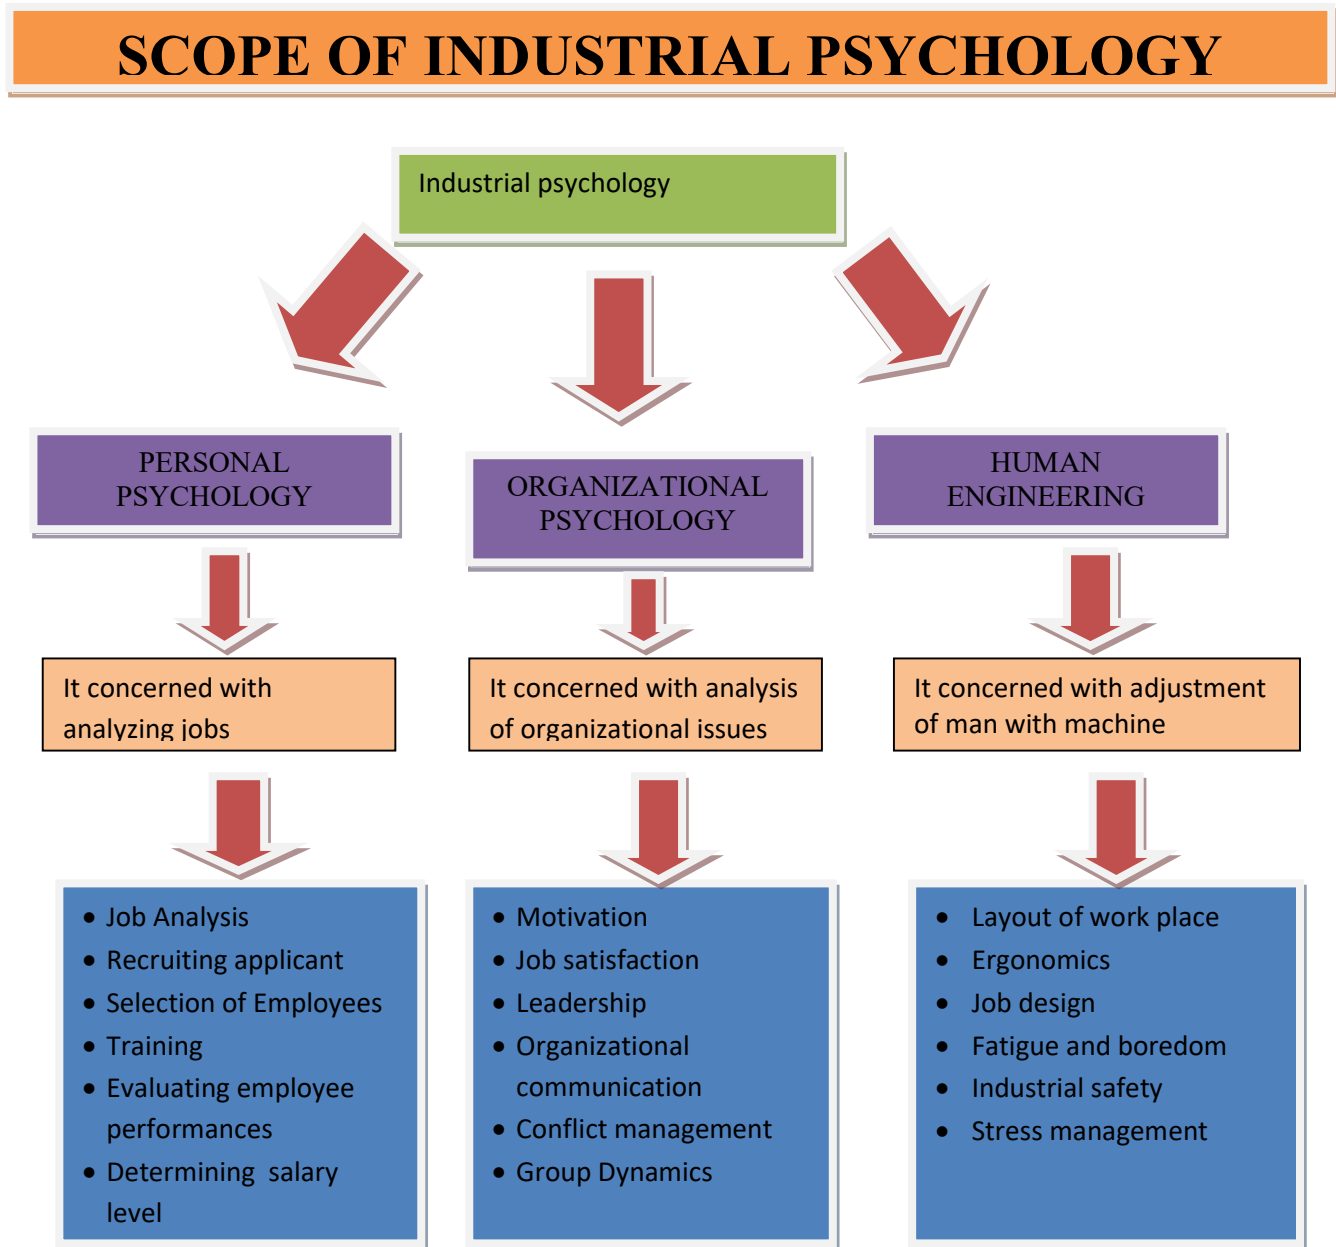 SCOPE OF INDUSTRIAL PSYCHOLOGY
Industrial psychology
PERSONAL
PSYCHOLOGY
ORGANIZATIONAL
PSYCHOLOGY
HUMAN
ENGINEERING
It concerned with
analyzing jobs
It concerned with analysis
of organizational issues
It concerned with adjustment
of man with machine
• Job Analysis
• Recruiting applicant
• Selection of Employees
• Training
• Evaluating employee
performances
• Determining  salary
level
• Motivation
• Job satisfaction
• Leadership
• Organizational
communication
• Conflict management
• Group Dynamics
• Layout of work place
• Ergonomics
• Job design
• Fatigue and boredom
• Industrial safety
• Stress management